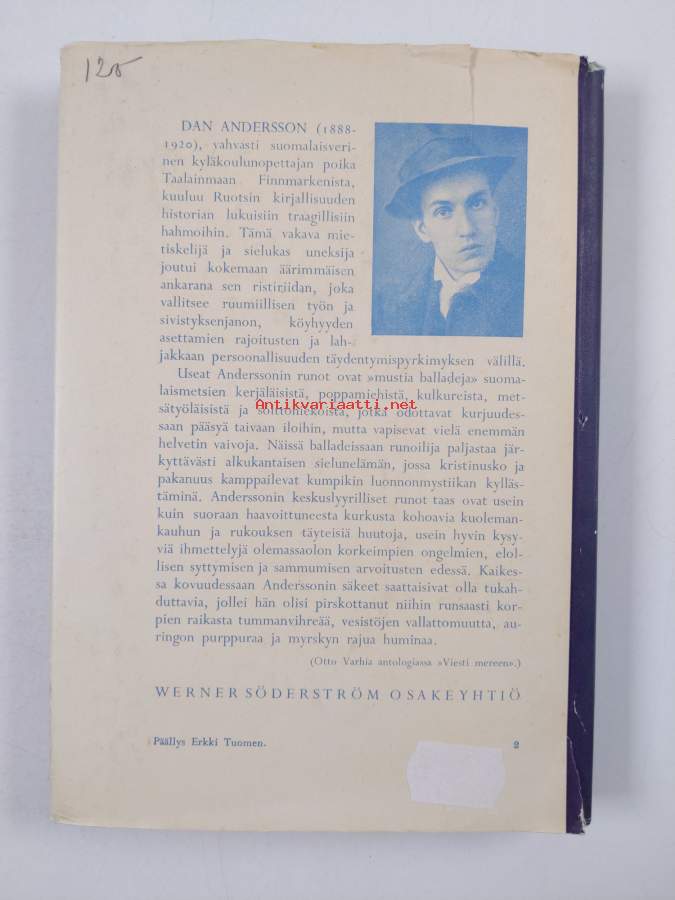 120
DAN ANDERSSON (1888-
1920), vahvasti suomalaisveri-
nen kyläkoulunopettajan poika
Taalainmaan Finnmarkenista,
kuuluu Ruotsin kirjallisuuden
historian lukuisiin traagillisiin
hahmoihin. Tämä vakava mie-
tiskelijä ja sielukas uneksija
joutui kokemaan äärimmäisen
ankarana sen ristiriidan, joka
vallitsee ruumiillisen työn ja
sivistyksenjanon, köyhyyden
asettamien rajoitusten ja lah-
jakkaan persoonallisuuden täydentymispyrkimyksen välillä.
Useat Anderssonin runot ovat »mustia balladeja» suoma-
laismetsien kerjäläisistä, poppamiehistä, kulkureista, met-
Antikvariaatti.net
sätyöläisistä ja soittoniekoista, jotka odottavat kurjuudes-
saan pääsyä taivaan iloihin, mutta vapisevat vielä enemmän
helvetin vaivoja. Näissä balladeissaan runoilija paljastaa jär-
kyttävästi alkukantaisen sielunelämän, jossa kristinusko ja
pakanuus kamppailevat kumpikin luonnonmystiikan kylläs-
täminä. Anderssonin keskuslyyrilliset runot taas ovat usein
kuin suoraan haavoittuneesta kurkusta kohoavia kuoleman-
kauhun ja rukouksen täyteisiä huutoja, usein hyvin kysy-
viä ihmettelyjä olemassaolon korkeimpien ongelmien, elol-
lisen syttymisen ja sammumisen arvoitusten edessä. Kaikes-
sa kovuudessaan Anderssonin säkeet saattaisivat olla tukah-
duttavia, jollei hän olisi pirskottanut niihin runsaasti kor-
pien raikasta tummanvihreää, vesistöjen vallattomuutta, au-
ringon purppuraa ja myrskyn rajua huminaa.
(Otto Varhia antologiassa »Viesti mereen».)
WERNER SÖDERSTRÖM OSAKEYHTIÖ
Päällys Erkki Tuomen.
2